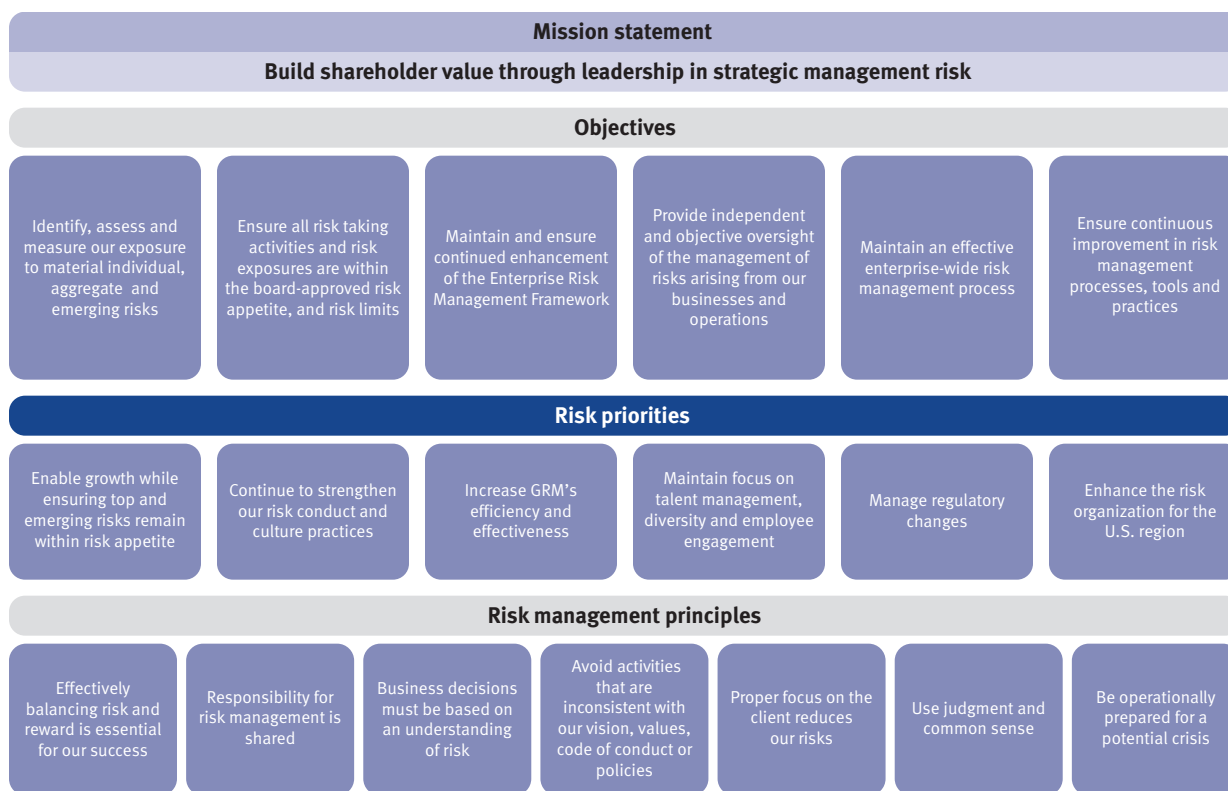 Mission statement
Build shareholder value through leadership in strategic management risk
Objectives
Identify, assess and
measure our exposure
to material individual,
aggregate and
emerging risks
Ensure all risk taking
activities and risk
exposures are within
the board-approved risk
appetite, and risk limits
Maintain and ensure
continued enhancement
of the Enterprise Risk
Management Framework
Provide independent
and objective oversight
of the management of
risks arising from our
businesses and
operations
Maintain an effective
enterprise-wide risk
management process
Ensure continuous
improvement in risk
management
processes, tools and
practices
Risk priorities
Enable growth while
ensuring top and
emerging risks remain
within risk appetite
Continue to strengthen
our risk conduct and
culture practices
Increase GRM's
efficiency and
effectiveness
Maintain focus on
talent management,
diversity and employee
engagement
Manage regulatory
changes
Enhance the risk
organization for the
U.S. region
Risk management principles
Effectively
balancing risk and
reward is essential
for our success
Responsibility for
risk management is
shared
Business decisions
must be based on
an understanding
of risk
Avoid activities
that are
inconsistent with
our vision, values,
code of conduct or
policies
Proper focus on the
client reduces
our risks
Use judgment and
common sense
Be operationally
prepared for a
potential crisis